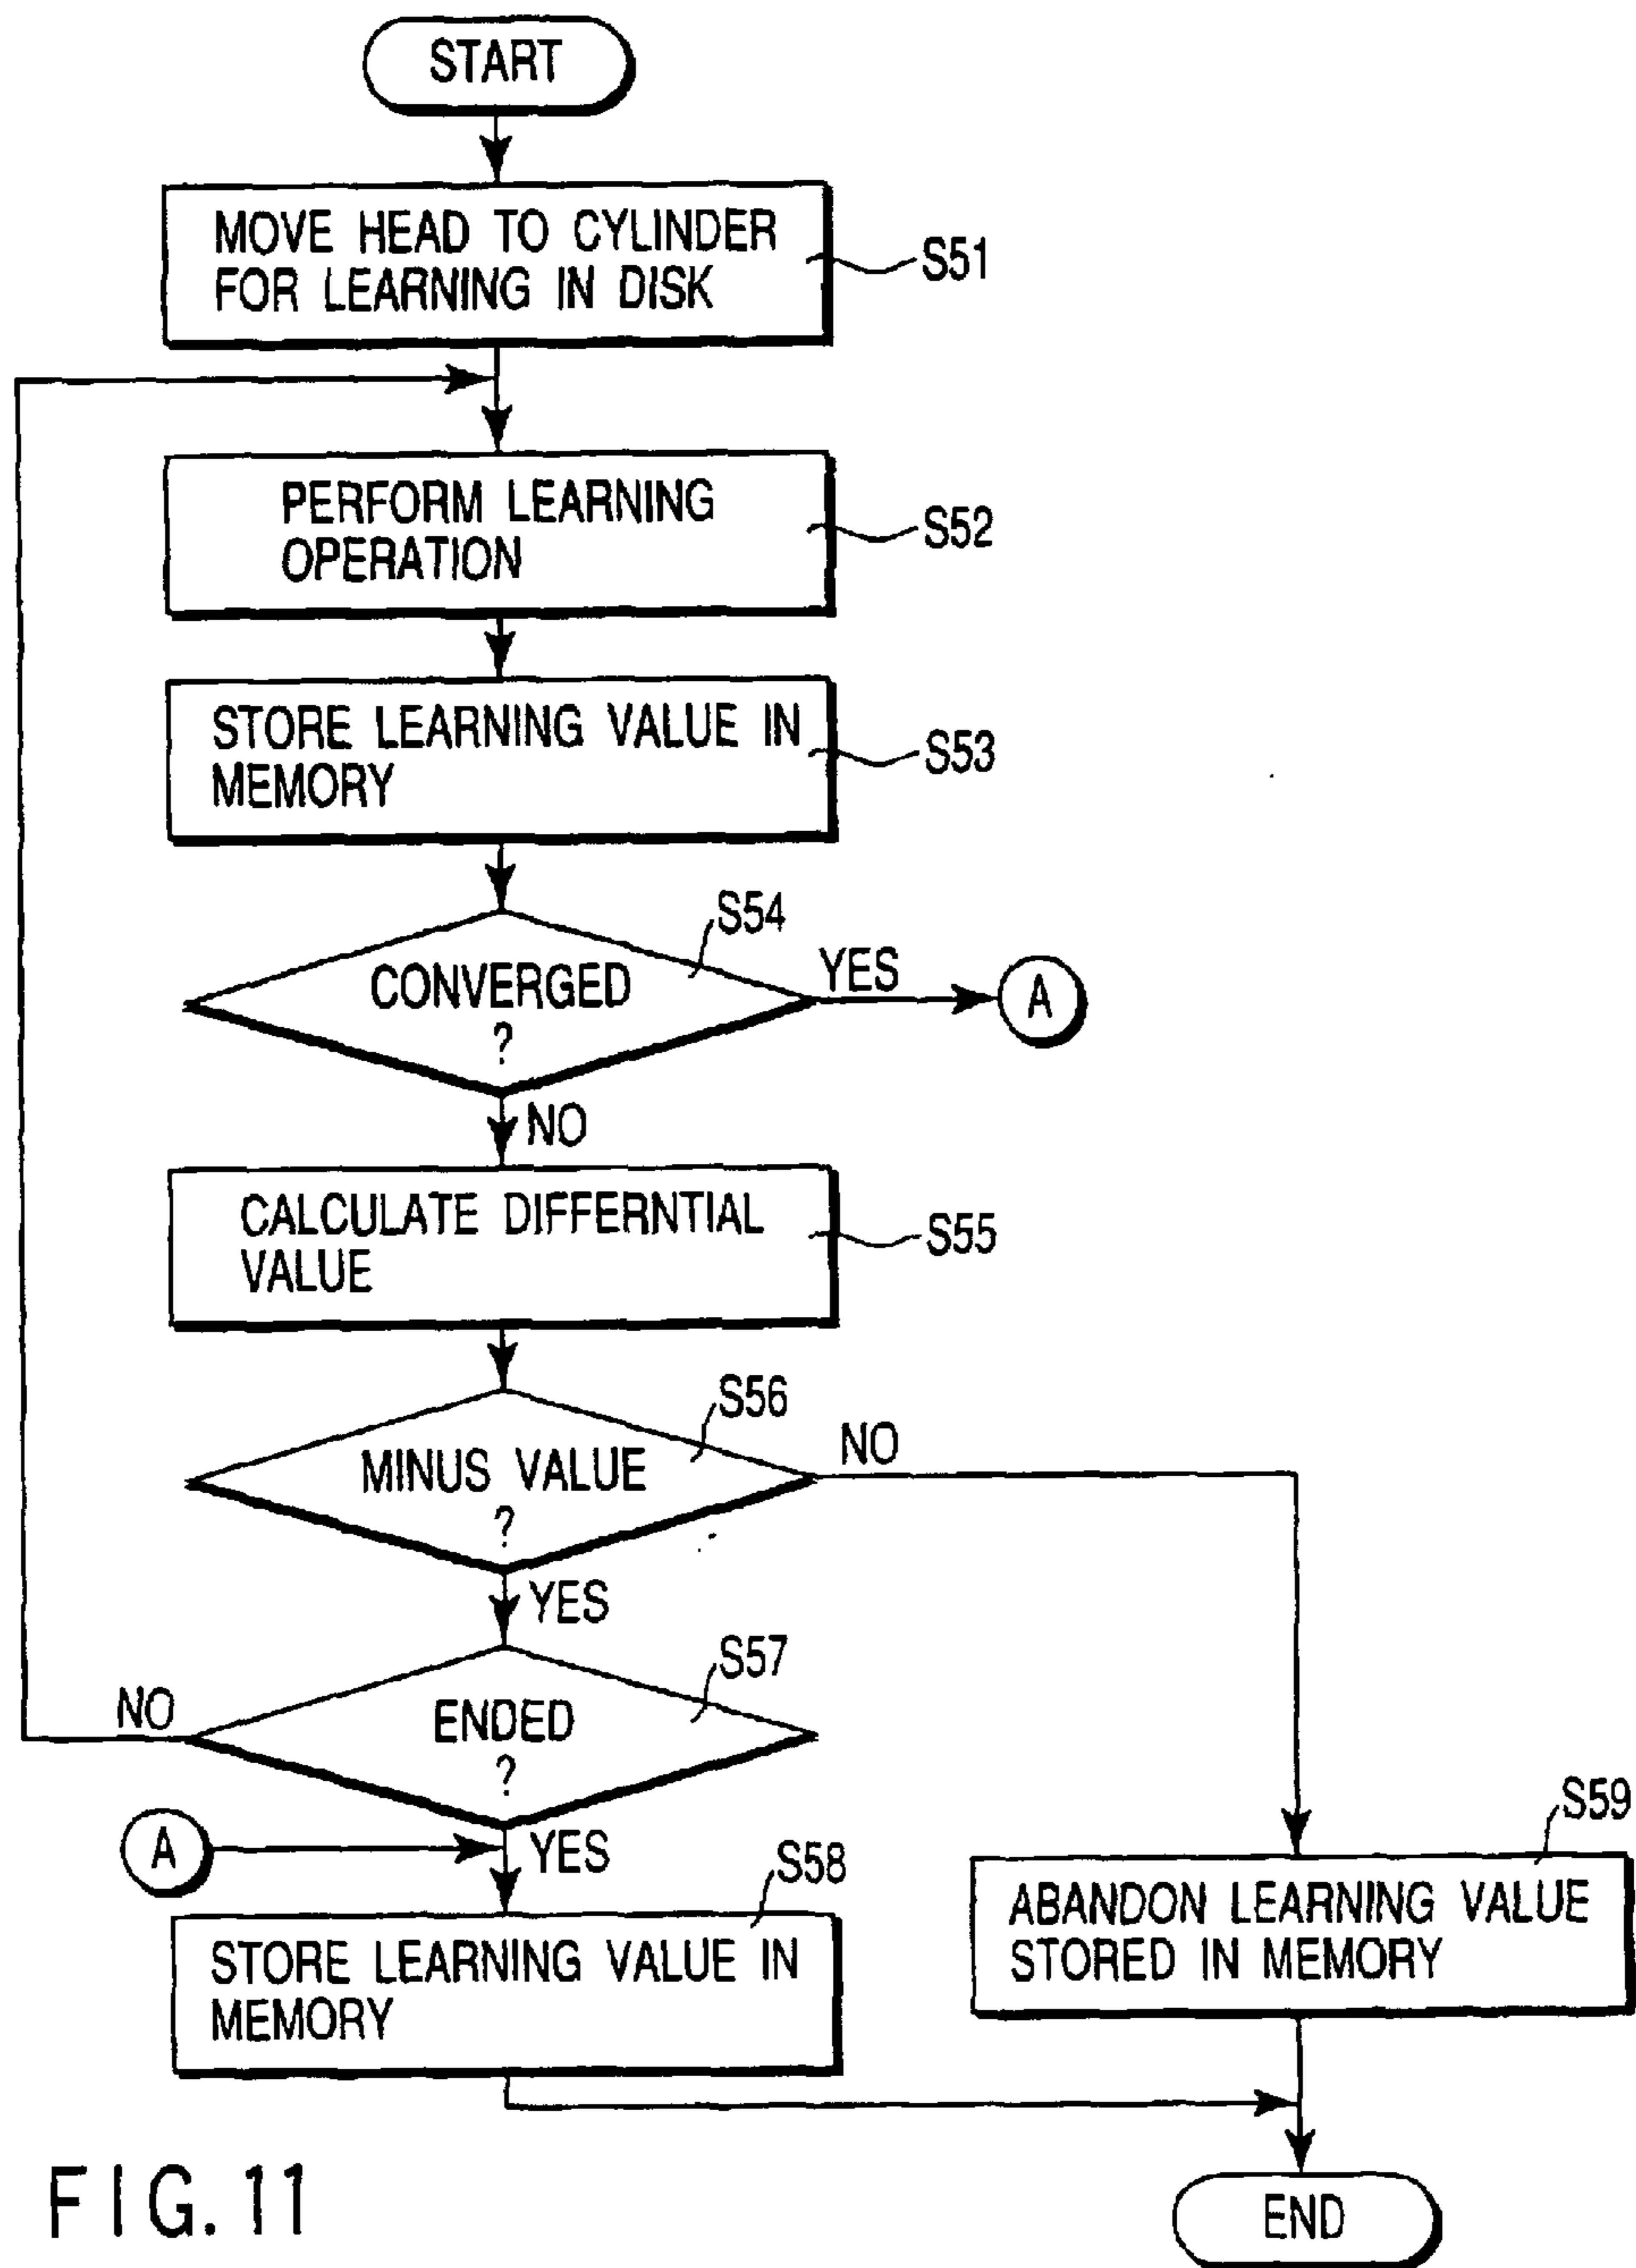 START
MOVE HEAD TO CYLINDER
FOR LEARNING IN DISK
S51
PERFORM LEARNING
OPERATION
S52
STORE LEARNING VALUE IN
MEMORY
S53
S54
CONVERGED
?
YES
A
NO
CALCULATE DIFFERNTIAL
VALUE
S55
S56
MINUS VALUE
?
NO
YES
S57
NO
ENDED
?
A
YES
S58
STORE LEARNING VALUE IN
MEMORY
S59
ABANDON LEARNING VALUE
STORED IN MEMORY
END
FIG. 11